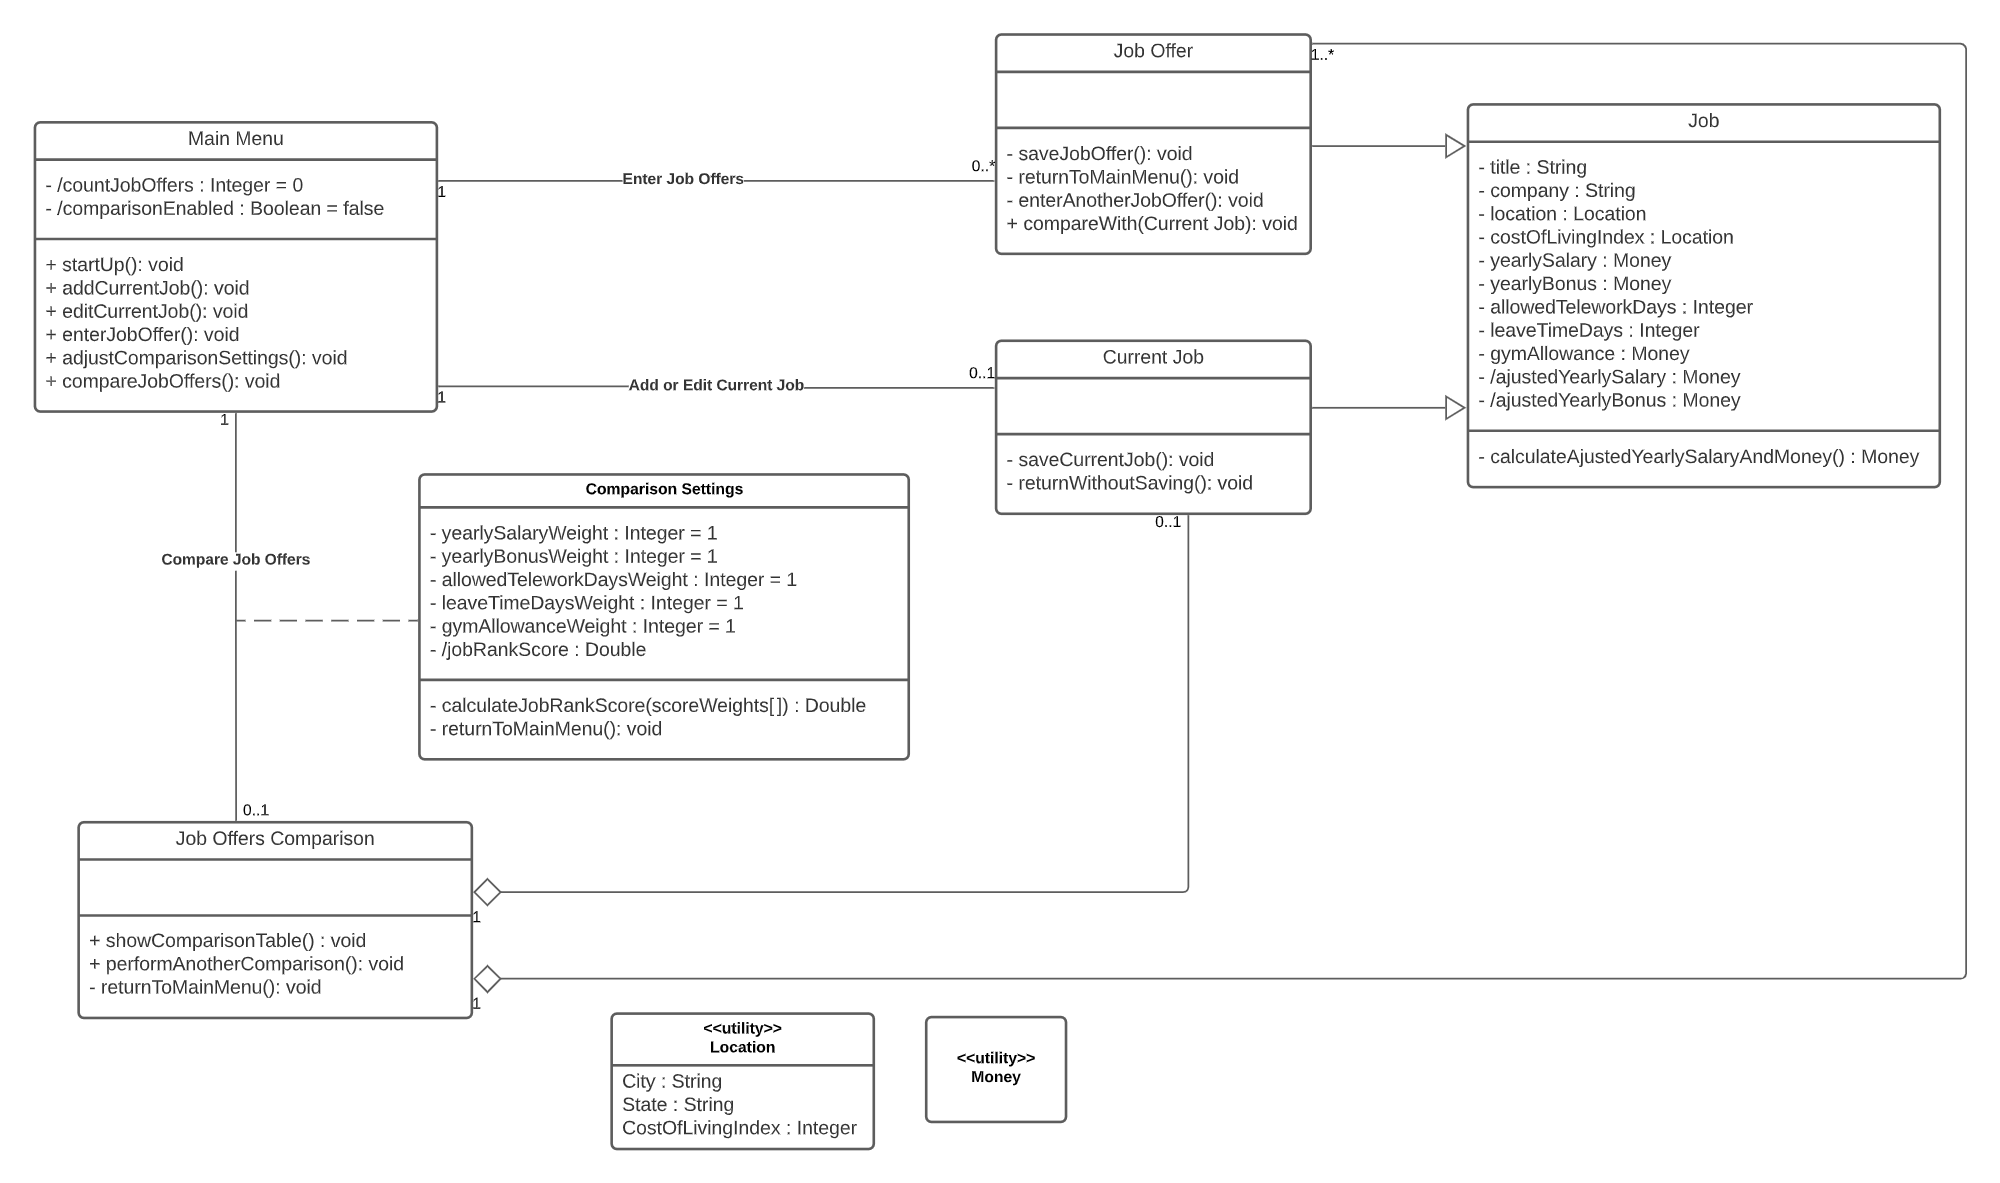 Job Offer
1..*
- saveJobOffer(): void
- returnToMainMenu(): void
- enterAnotherJobOffer(): void
+ compareWith(Current Job): void
Main Menu
- /countJobOffers : Integer = 0
- /comparisonEnabled : Boolean = false
+ startUp(): void
+ addCurrentJob(): void
+ editCurrentJob(): void
+ enterJobOffer(): void
+ adjustComparisonSettings(): void
+ compareJobOffers(): void
1
Enter Job Offers
0..*
1
Add or Edit Current Job
0..1
Job
- title : String
- company : String
- location : Location
- costOfLivingIndex : Location
- yearlySalary : Money
- yearlyBonus : Money
- allowedTeleworkDays : Integer
- leaveTimeDays : Integer
- gymAllowance : Money
- /ajustedYearlySalary : Money
- /ajustedYearlyBonus : Money
- calculateAjustedYearlySalaryAndMoney() : Money
Current Job
- saveCurrentJob(): void
- returnWithoutSaving(): void
0..1
1
Compare Job Offers
0..1
Comparison Settings
- yearlySalaryWeight : Integer = 1
- yearlyBonusWeight : Integer = 1
- allowedTeleworkDaysWeight : Integer = 1
- leaveTimeDaysWeight : Integer = 1
- gymAllowanceWeight : Integer = 1
- /jobRankScore : Double
- calculateJobRankScore(scoreWeights[]) : Double
- returnToMainMenu(): void
Job Offers Comparison
+ showComparisonTable() : void
+ performAnotherComparison(): void
- returnToMainMenu(): void
1
1
<<utility>>
Location
City : String
State : String
CostOfLivingIndex : Integer
<<utility>>
Money